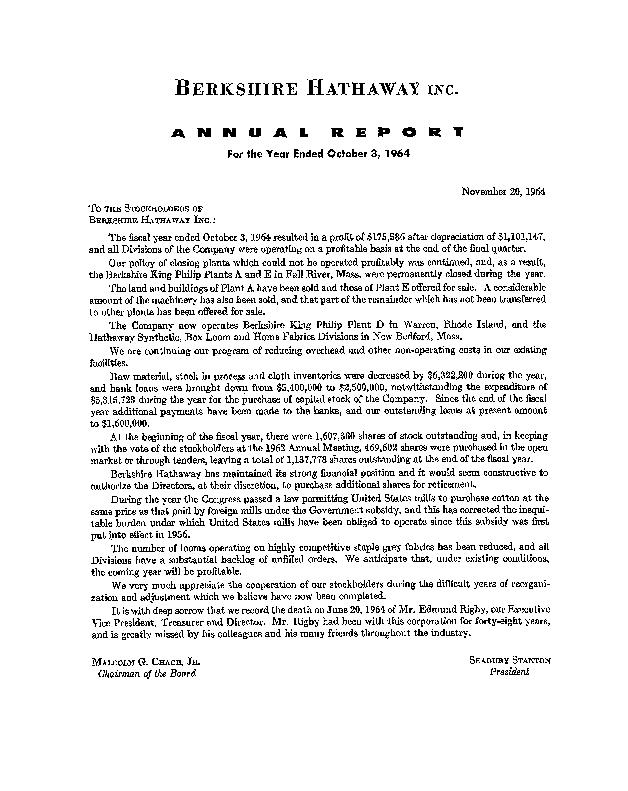 BERKSHIRE HATHAWAY INC.
ANNUAL REPORT
For the Year Ended October 3, 1964
November 20, 1964
TO THE STOCKHOLDERS OF
BERKSHIRE HATHAWAY INC.:
The fiscal year ended October 3, 1964 resulted in a profit of $175,586 after depreciation of $1,101,147,
and all Divisions of the Company were operating on a profitable basis at the end of the final quarter.
Our policy of closing plants which could not be operated profitably was continued, and, as a result,
the Berkshire King Philip Plants A and E in Fall River, Mass. were permanently closed during the year.
The land and buildings of Plant A have been sold and those of Plant E offered for sale. A considerable
amount of the machinery has also been sold, and that part of the remainder which has not been transferred
to other plants has been offered for sale.
The Company now operates Berkshire King Philip Plant D in Warren, Rhode Island, and the
Hathaway Synthetic, Box Loom and Home Fabrics Divisions in New Bedford, Mass.
We are continuing our program of reducing overhead and other non-operating costs in our existing
facilities.
Raw material, stock in process and cloth inventories were decreased by $6,322,200 during the year,
and bank loans were brought down from $5,400,000 to $2,500,000, notwithstanding the expenditure of
$5,315,723 during the year for the purchase of capital stock of the Company. Since the end of the fiscal
year additional payments have been made to the banks, and our outstanding loans at present amount
to $1,600,000.
At the beginning of the fiscal year, there were 1,607,380 shares of stock outstanding and, in keeping
with the vote of the stockholders at the 1963 Annual Meeting, 469,602 shares were purchased in the open
market or through tenders, leaving a total of 1,137,778 shares outstanding at the end of the fiscal year.
Berkshire Hathaway has maintained its strong financial position and it would seem constructive to
authorize the Directors, at their discretion, to purchase additional shares for retirement.
During the year the Congress passed a law permitting United States mills to purchase cotton at the
same price as that paid by foreign mills under the Government subsidy, and this has corrected the inequi-
table burden under which United States mills have been obliged to operate since this subsidy was first
put into effect in 1956.
The number of looms operating on highly competitive staple grey fabrics has been reduced, and all
Divisions have a substantial backlog of unfilled orders. We anticipate that, under existing conditions,
the coming year will be profitable.
We very much appreciate the cooperation of our stockholders during the difficult years of reorgani-
zation and adjustment which we believe have now been completed.
It is with deep sorrow that we record the death on June 20, 1964 of Mr. Edmund Rigby, our Executive
Vice President, Treasurer and Director. Mr. Rigby had been with this corporation for forty-eight years,
and is greatly missed by his colleagues and his many friends throughout the industry.
MALCOLM G. CHACE, JR.
Chairman of the Board
SEABURY STANTON
President